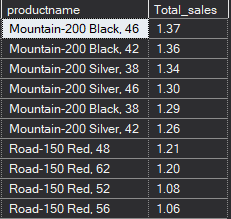 productname Total_sales
Mountain-200 Black, 46 1.37
Mountain-200 Black, 42 1.36
Mountain-200 Silver, 38 1.34
Mountain-200 Silver, 46 1.30
Mountain-200 Black, 38 1.29
Mountain-200 Silver, 42 1.26
Road-150 Red, 48 1.21
Road-150 Red, 62 1.20
Road-150 Red, 52 1.08
Road-150 Red, 56 1.06